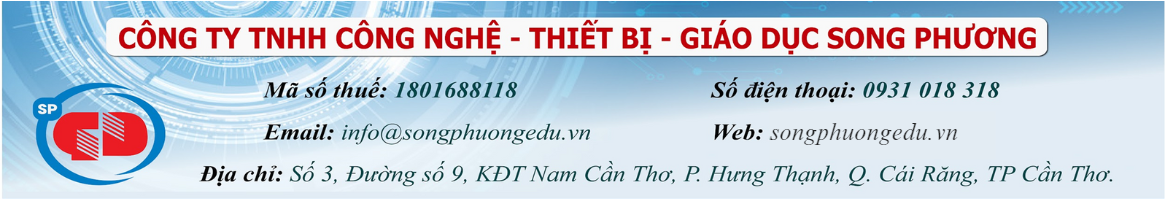 CÔNG TY TNHH CÔNG NGHỆ - THIẾT BỊ - GIÁO DỤC SONG PHƯƠNG
Mã số thuế: 1801688118 Số điện thoại: 0931 018 318
SP
Email: info@songphuongedu.vn Web: songphuongedu.vn
Địa chỉ: Số 3, Đường số 9, KĐT Nam Cần Thơ, P. Hưng Thạnh, Q. Cái Răng, TP Cần Thơ.